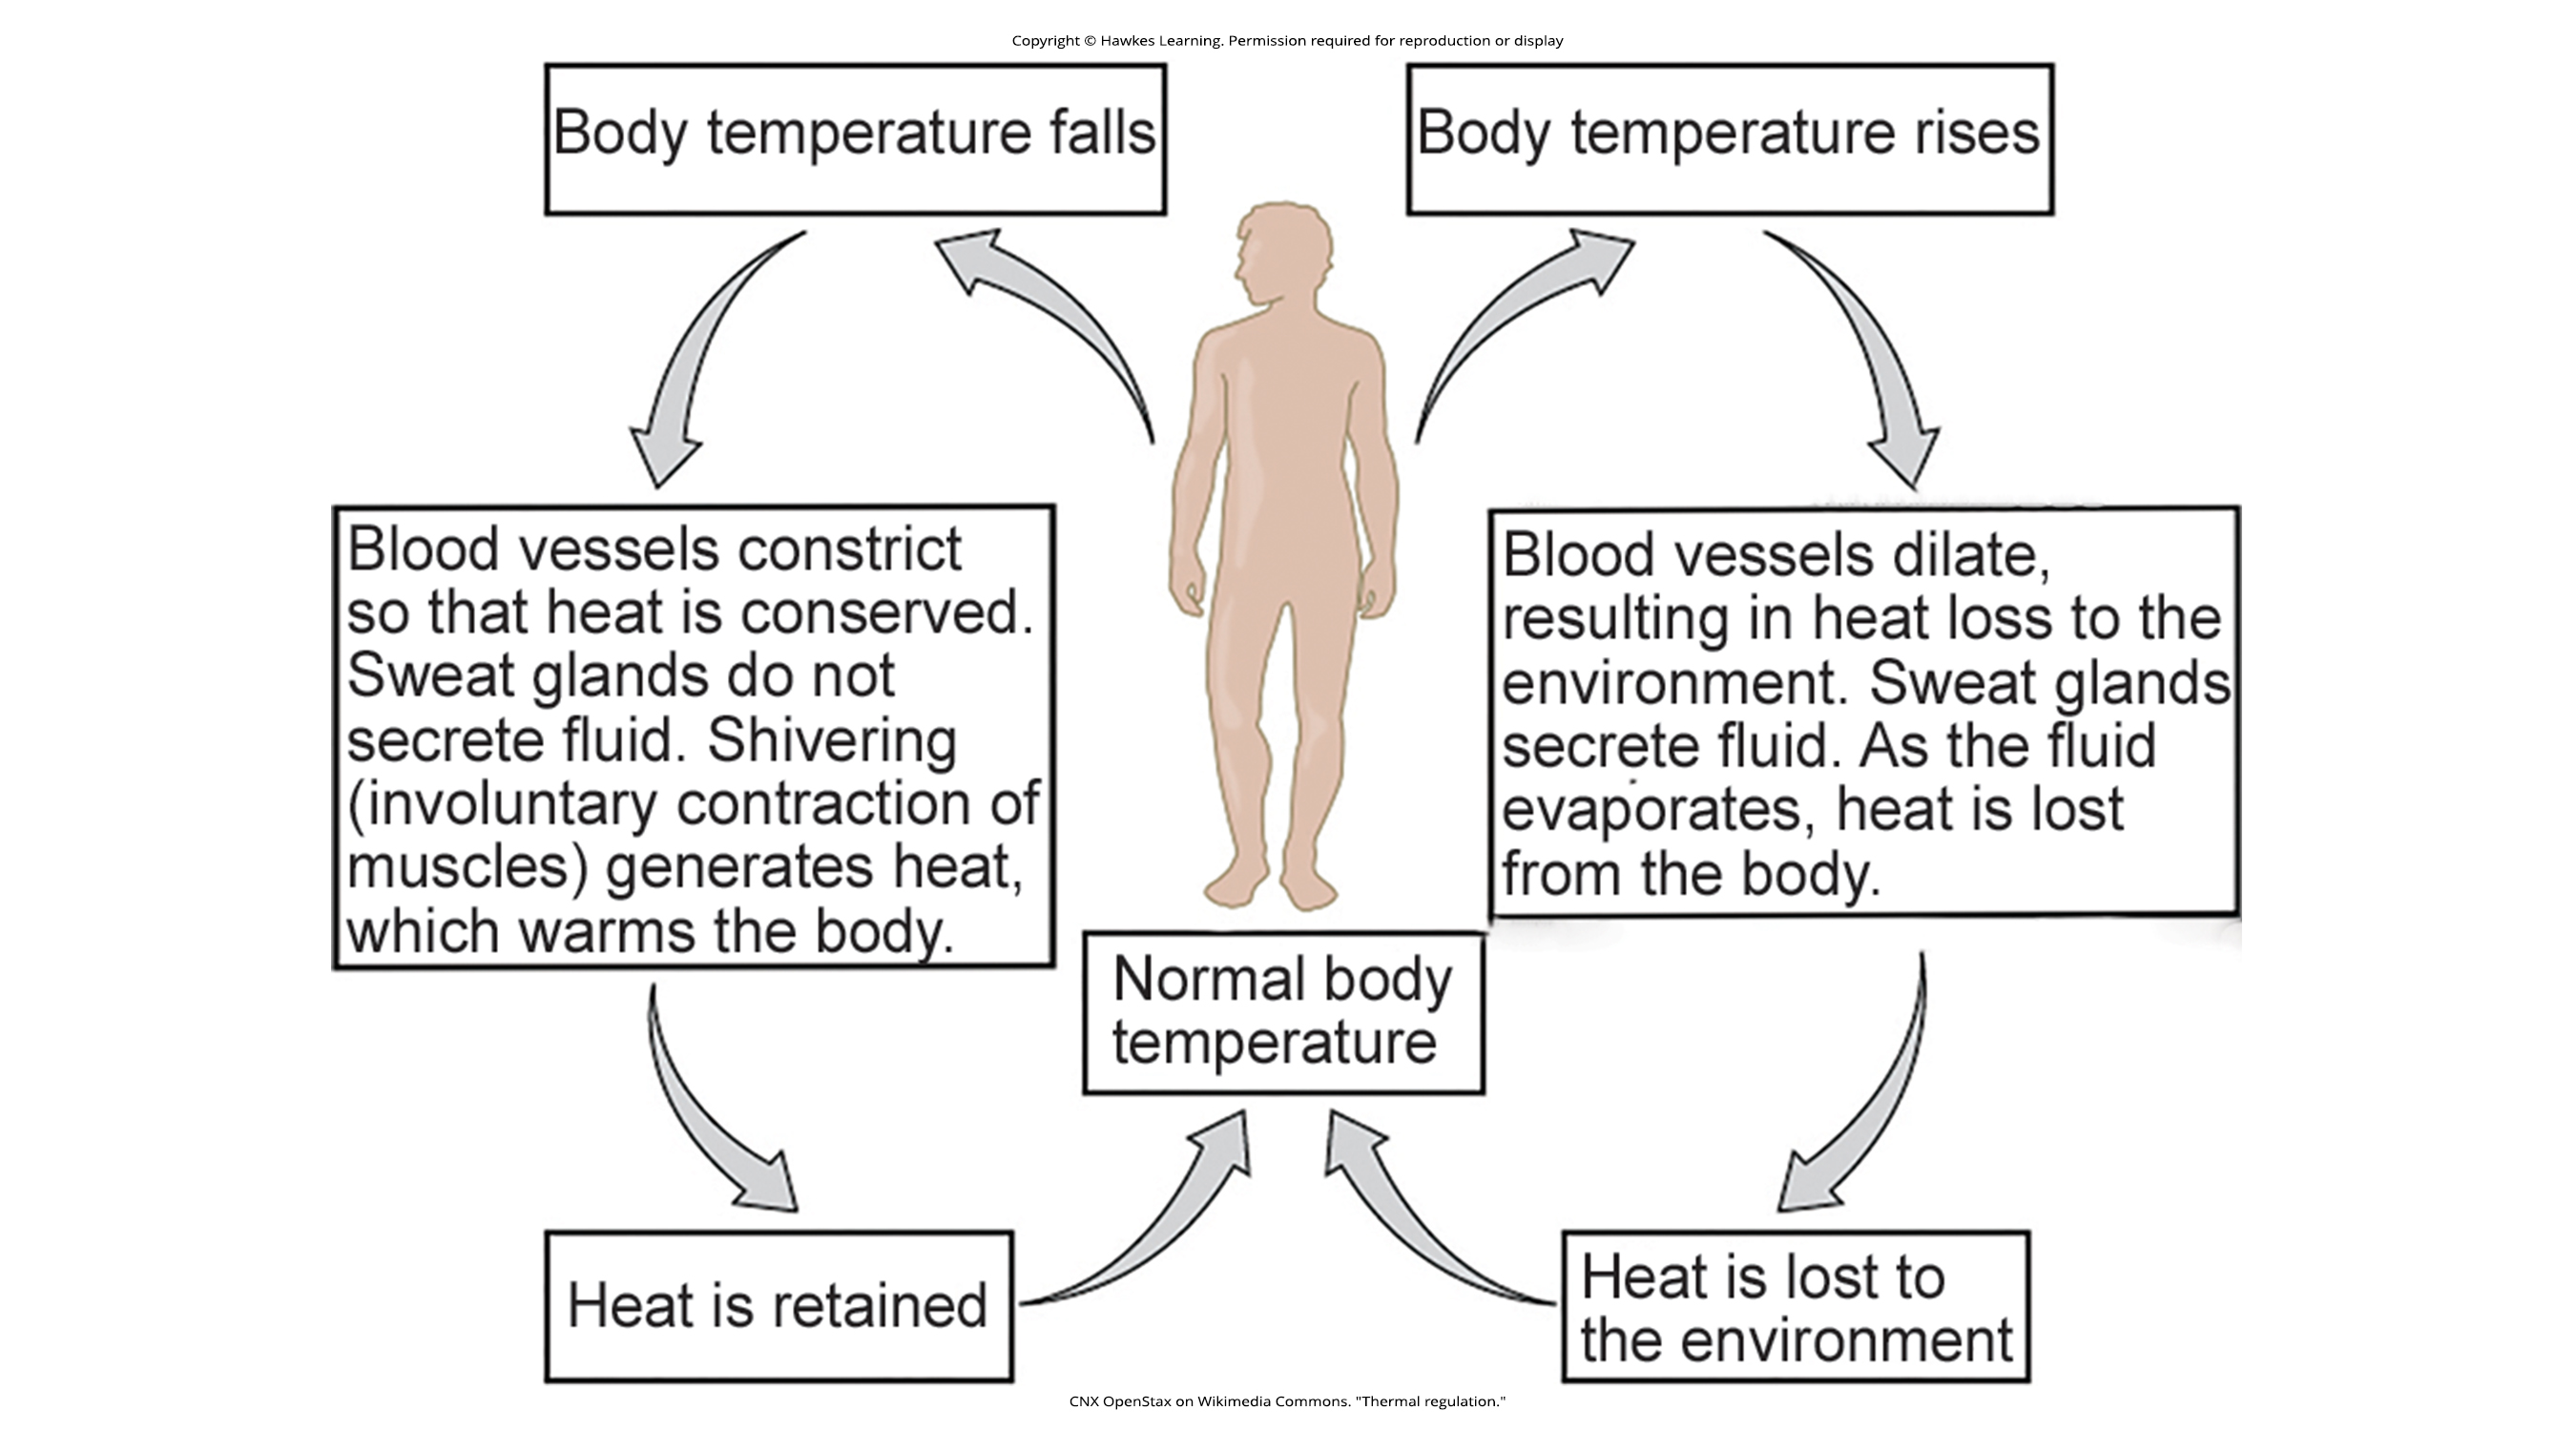 Copyright © Hawkes Learning. Permission required for reproduction or display
Body temperature falls
Body temperature rises
Blood vessels constrict
so that heat is conserved.
Sweat glands do not
secrete fluid. Shivering
(involuntary contraction of
muscles) generates heat,
which warms the body.
Blood vessels dilate,
resulting in heat loss to the
environment. Sweat glands
secrete fluid. As the fluid
evaporates, heat is lost
from the body.
Normal body
temperature
Heat is retained
Heat is lost to
the environment
CNX OpenStax on Wikimedia Commons. "Thermal regulation."